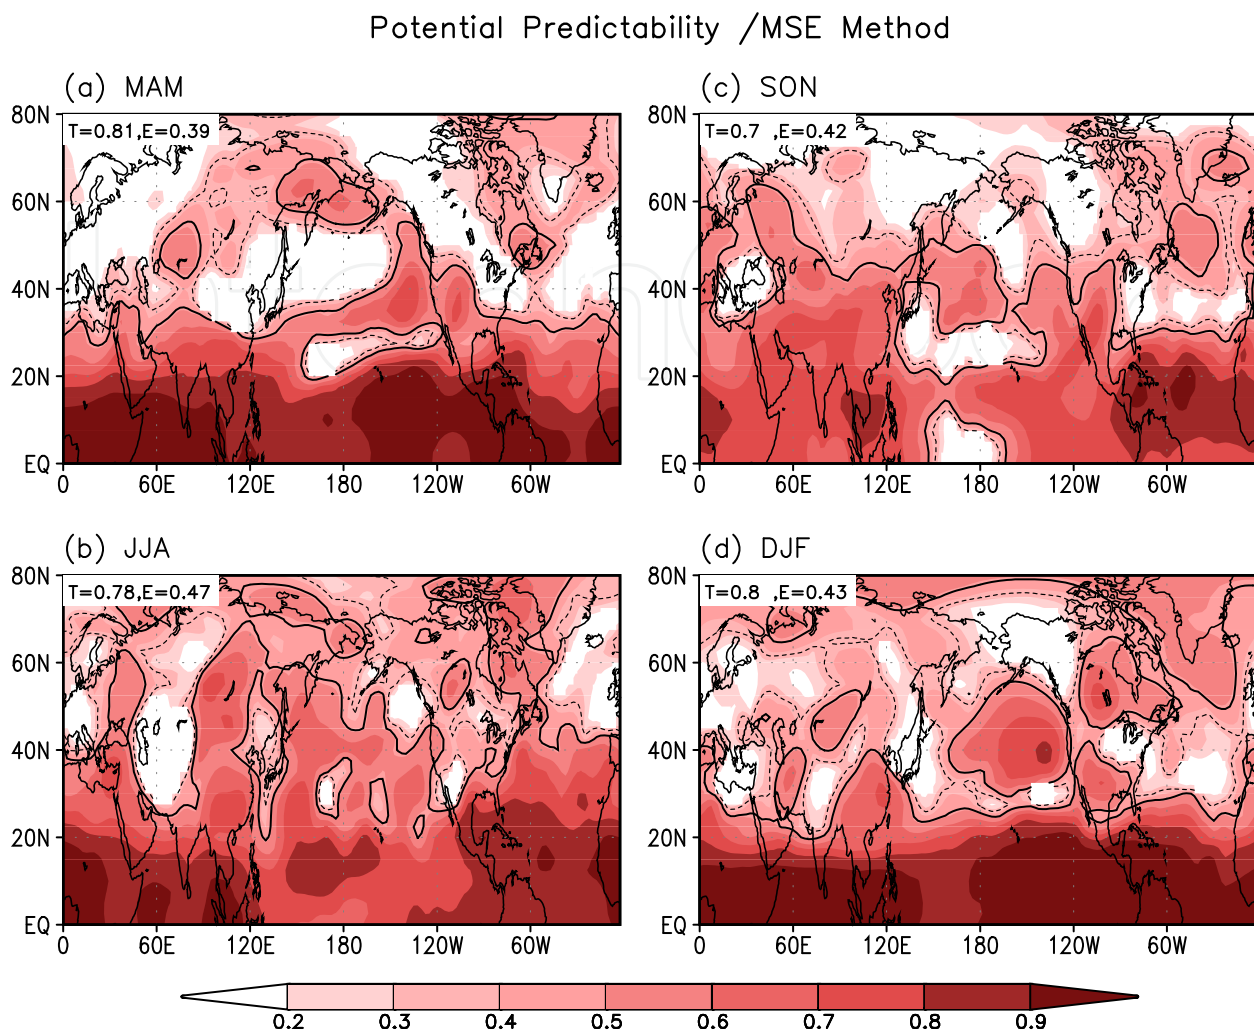 Potential Predictability /MSE Method
(a) MAM
T=0.81,E=0.39
80N
60N
40N
20N
EQ
0 60E 120E 180 120W 60W
(c) SON
T=0.7 ,E=0.42
80N
60N
40N
20N
EQ
0 60E 120E 180 120W 60W
(b) JJA
T=0.78,E=0.47
80N
60N
40N
20N
EQ
0 60E 120E 180 120W 60W
(d) DJF
T=0.8 ,E=0.43
80N
60N
40N
20N
EQ
0 60E 120E 180 120W 60W
0.2 0.3 0.4 0.5 0.6 0.7 0.8 0.9